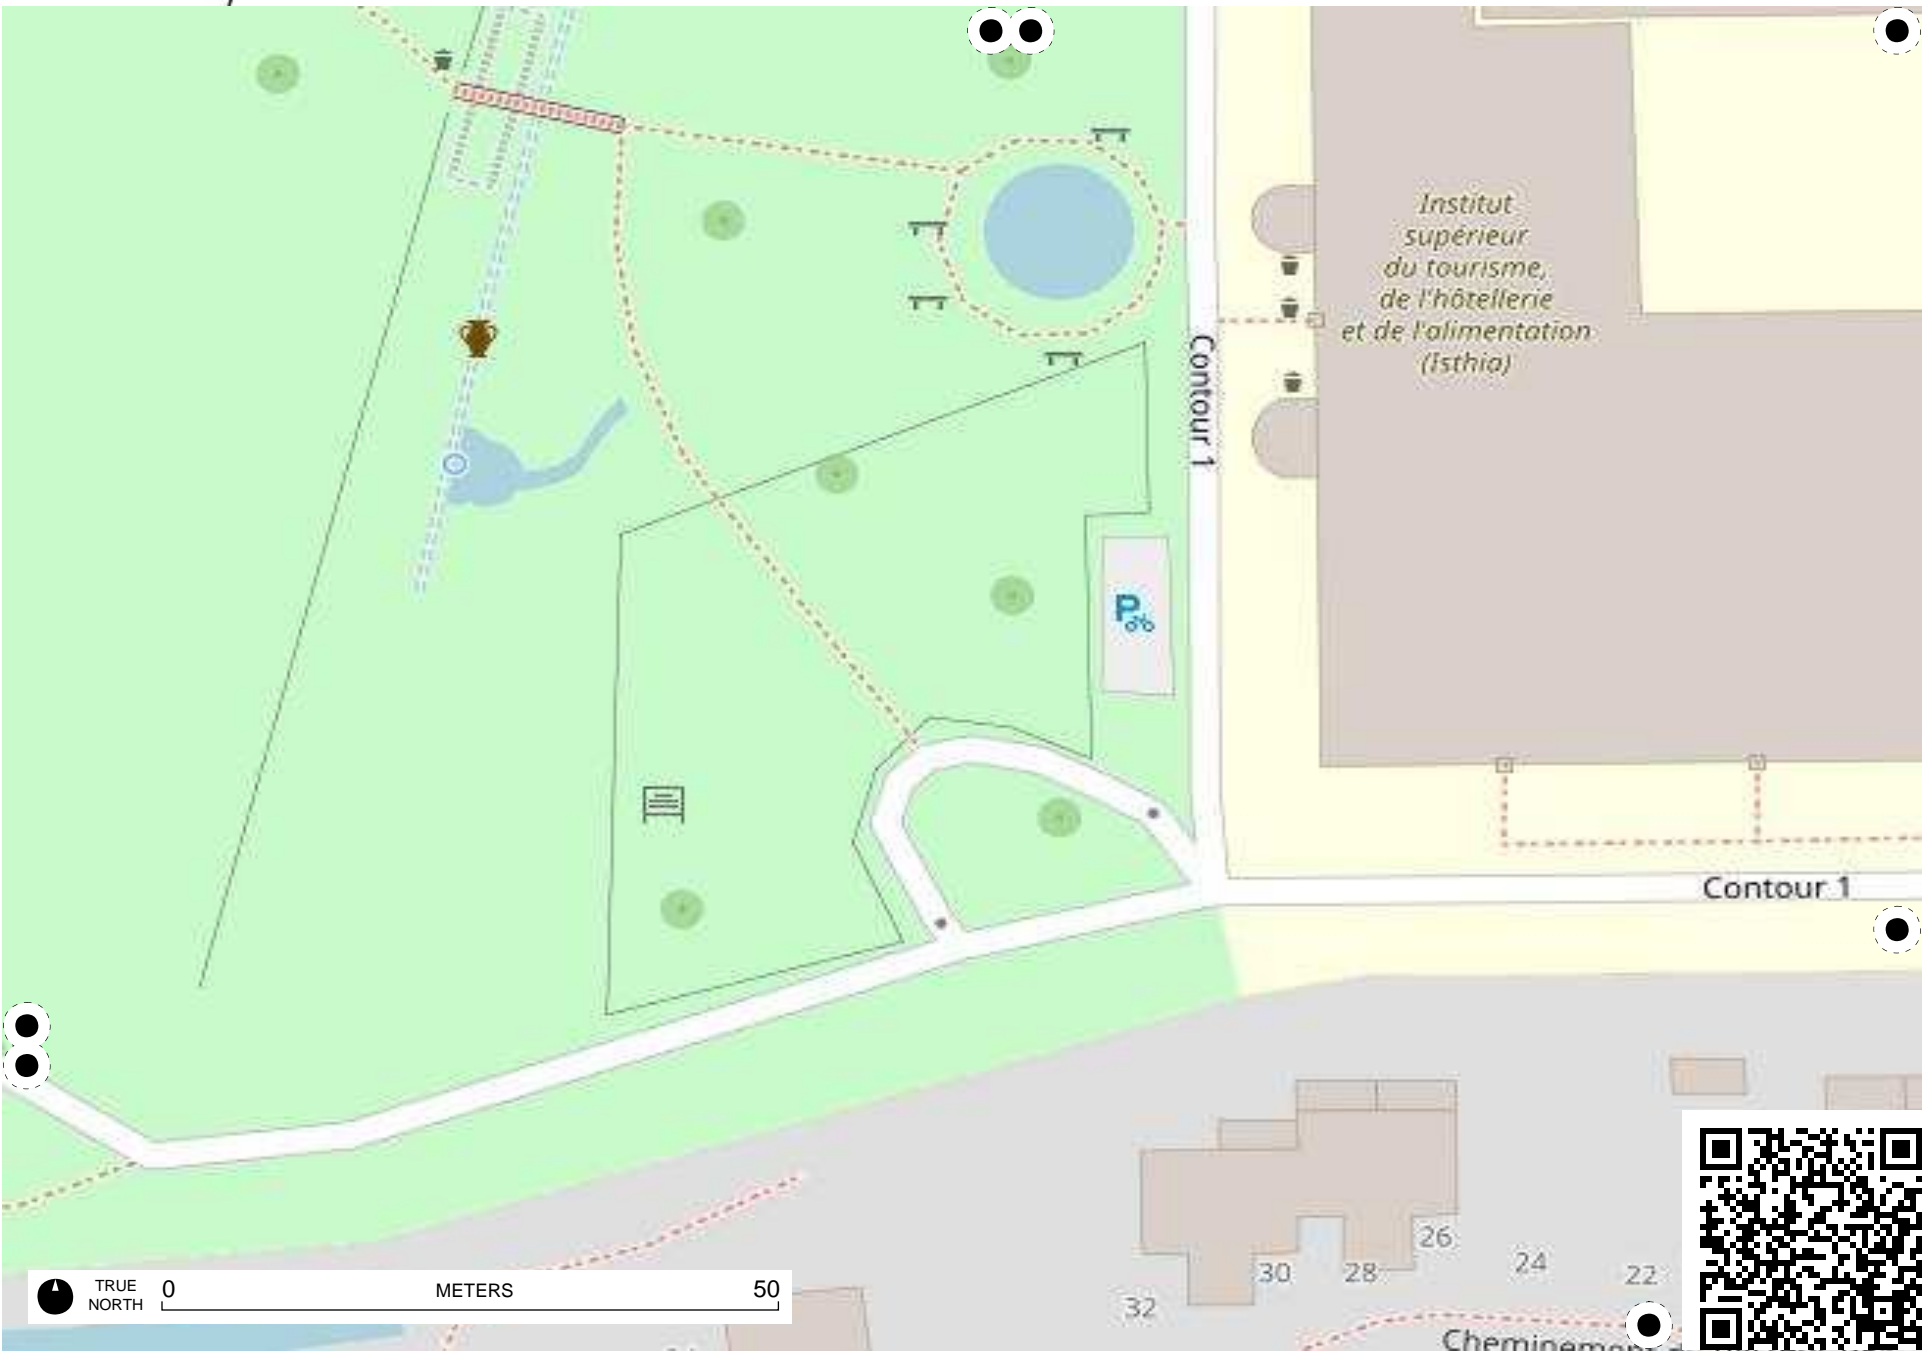 Institut
supérieur
du tourisme,
de l'hôtellerie
et de l'alimentation
(Isthia)
Contour 1
P
Contour 1
26
24
22
30
28
32
TRUE
NORTH
0
METERS
50